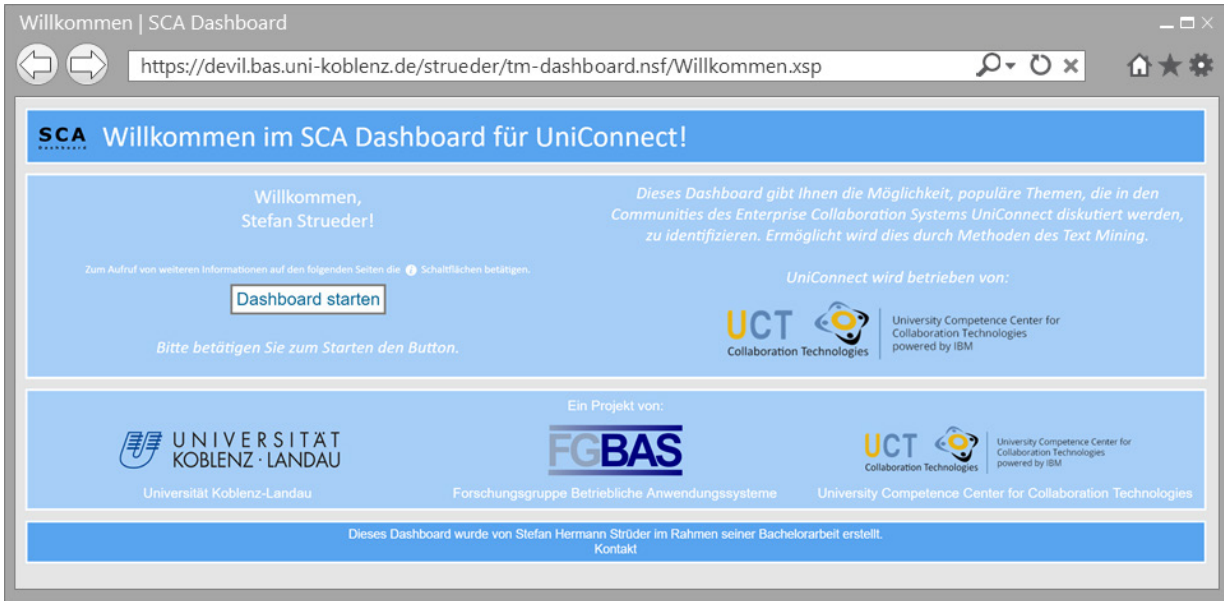 Willkommen | SCA Dashboard
https://devil.bas.uni-koblenz.de/strueder/tm-dashboard.nsf/Willkommen.xsp
SCA
Dashboard
Willkommen im SCA Dashboard für UniConnect!
Willkommen,
Stefan Strueder!
Zum Aufruf von weiteren Informationen auf den folgenden Seiten die i Schaltflächen betätigen.
Dashboard starten
Bitte betätigen Sie zum Starten den Button.
Dieses Dashboard gibt Ihnen die Möglichkeit, populäre Themen, die in den
Communities des Enterprise Collaboration Systems UniConnect diskutiert werden,
zu identifizieren. Ermöglicht wird dies durch Methoden des Text Mining.
UniConnect wird betrieben von:
UCT
Collaboration Technologies
University Competence Center for
Collaboration Technologies
powered by IBM
Ein Projekt von:
UNIVERSITÄT
KOBLENZ · LANDAU
Universität Koblenz-Landau
FGBAS
Forschungsgruppe Betriebliche Anwendungssysteme
UCT
Collaboration Technologies
University Competence Center for
Collaboration Technologies
powered by IBM
University Competence Center for Collaboration Technologies
Dieses Dashboard wurde von Stefan Hermann Strüder im Rahmen seiner Bachelorarbeit erstellt.
Kontakt